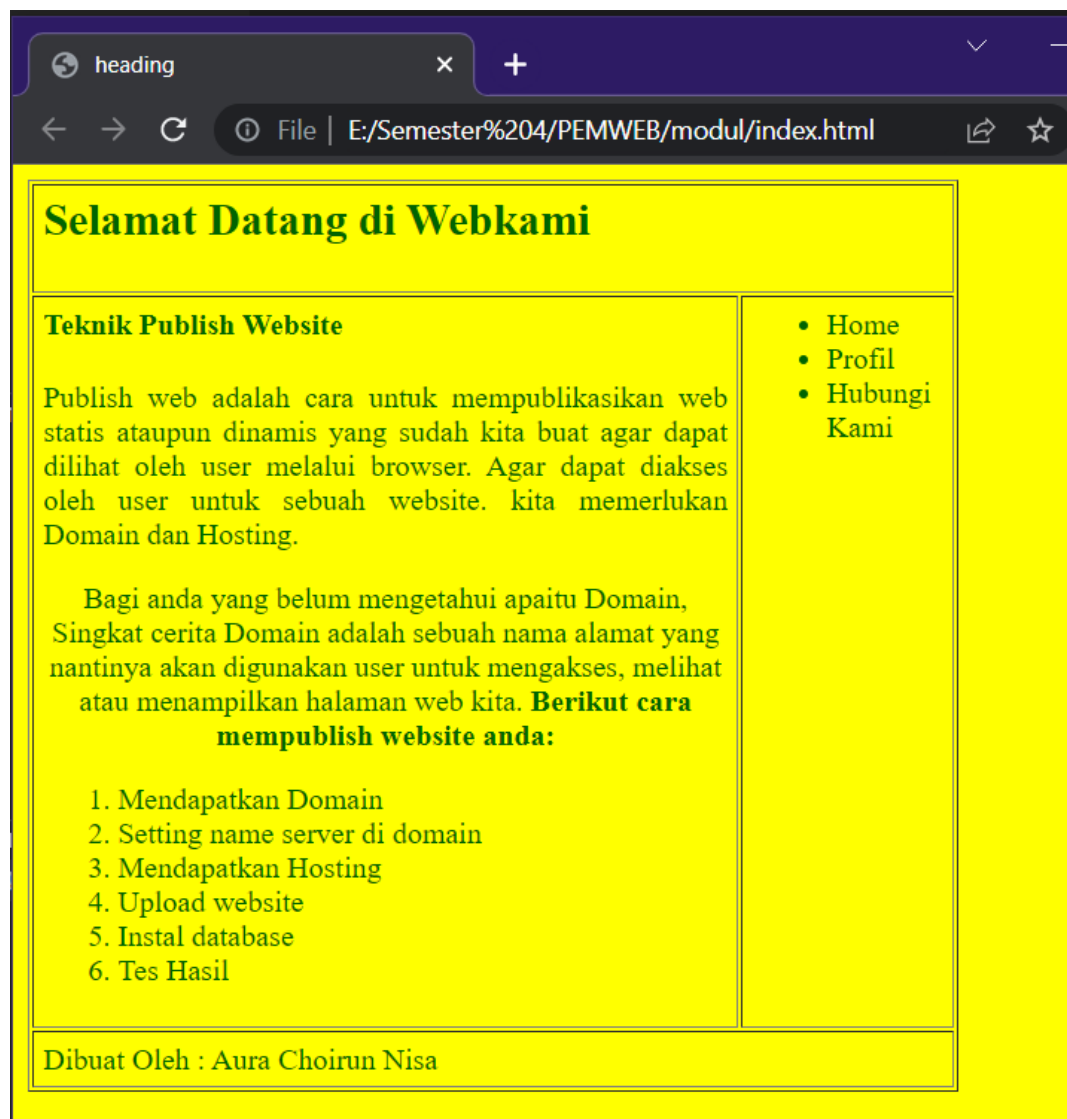 heading
File | E:/Semester%204/PEMWEB/modul/index.html
Selamat Datang di Webkami
Teknik Publish Website
Publish web adalah cara untuk mempublikasikan web
statis ataupun dinamis yang sudah kita buat agar dapat
dilihat oleh user melalui browser. Agar dapat diakses
oleh user untuk sebuah website. kita memerlukan
Domain dan Hosting.
Bagi anda yang belum mengetahui apaitu Domain,
Singkat cerita Domain adalah sebuah nama alamat yang
nantinya akan digunakan user untuk mengakses, melihat
atau menampilkan halaman web kita. Berikut cara
mempublish website anda:
1. Mendapatkan Domain
2. Setting name server di domain
3. Mendapatkan Hosting
4. Upload website
5. Instal database
6. Tes Hasil
• Home
• Profil
• Hubungi
Kami
Dibuat Oleh : Aura Choirun Nisa